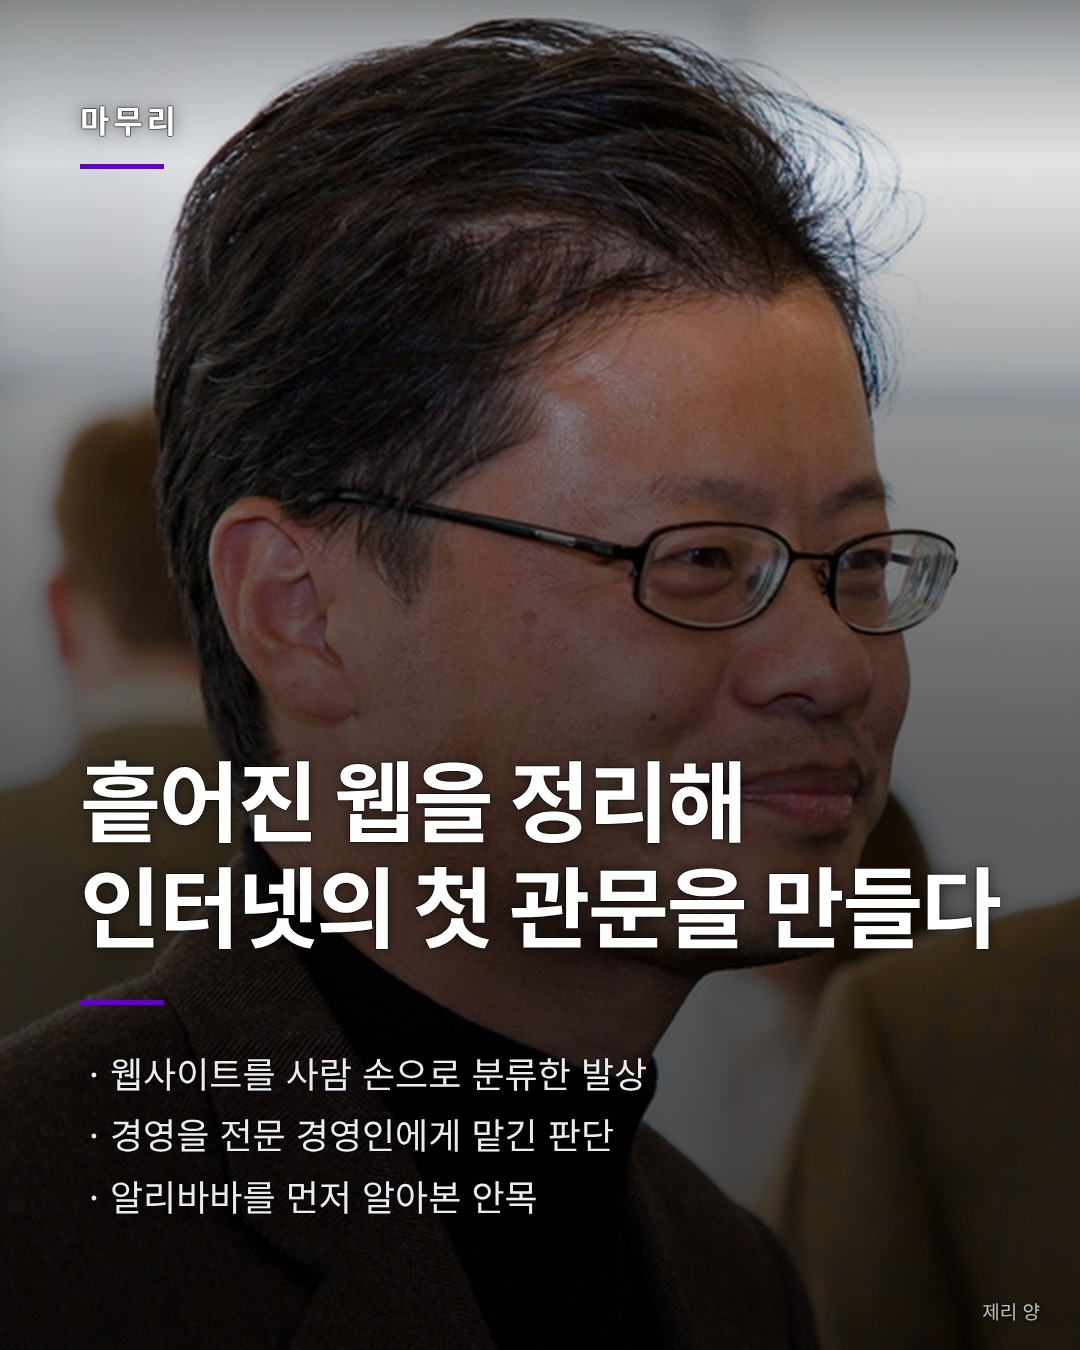 마무리
흩어진 웹을 정리해
인터넷의 첫 관문을 만들다
· 웹사이트를 사람 손으로 분류한 발상
· 경영을 전문 경영인에게 맡긴 판단
· 알리바바를 먼저 알아본 안목
제리 양